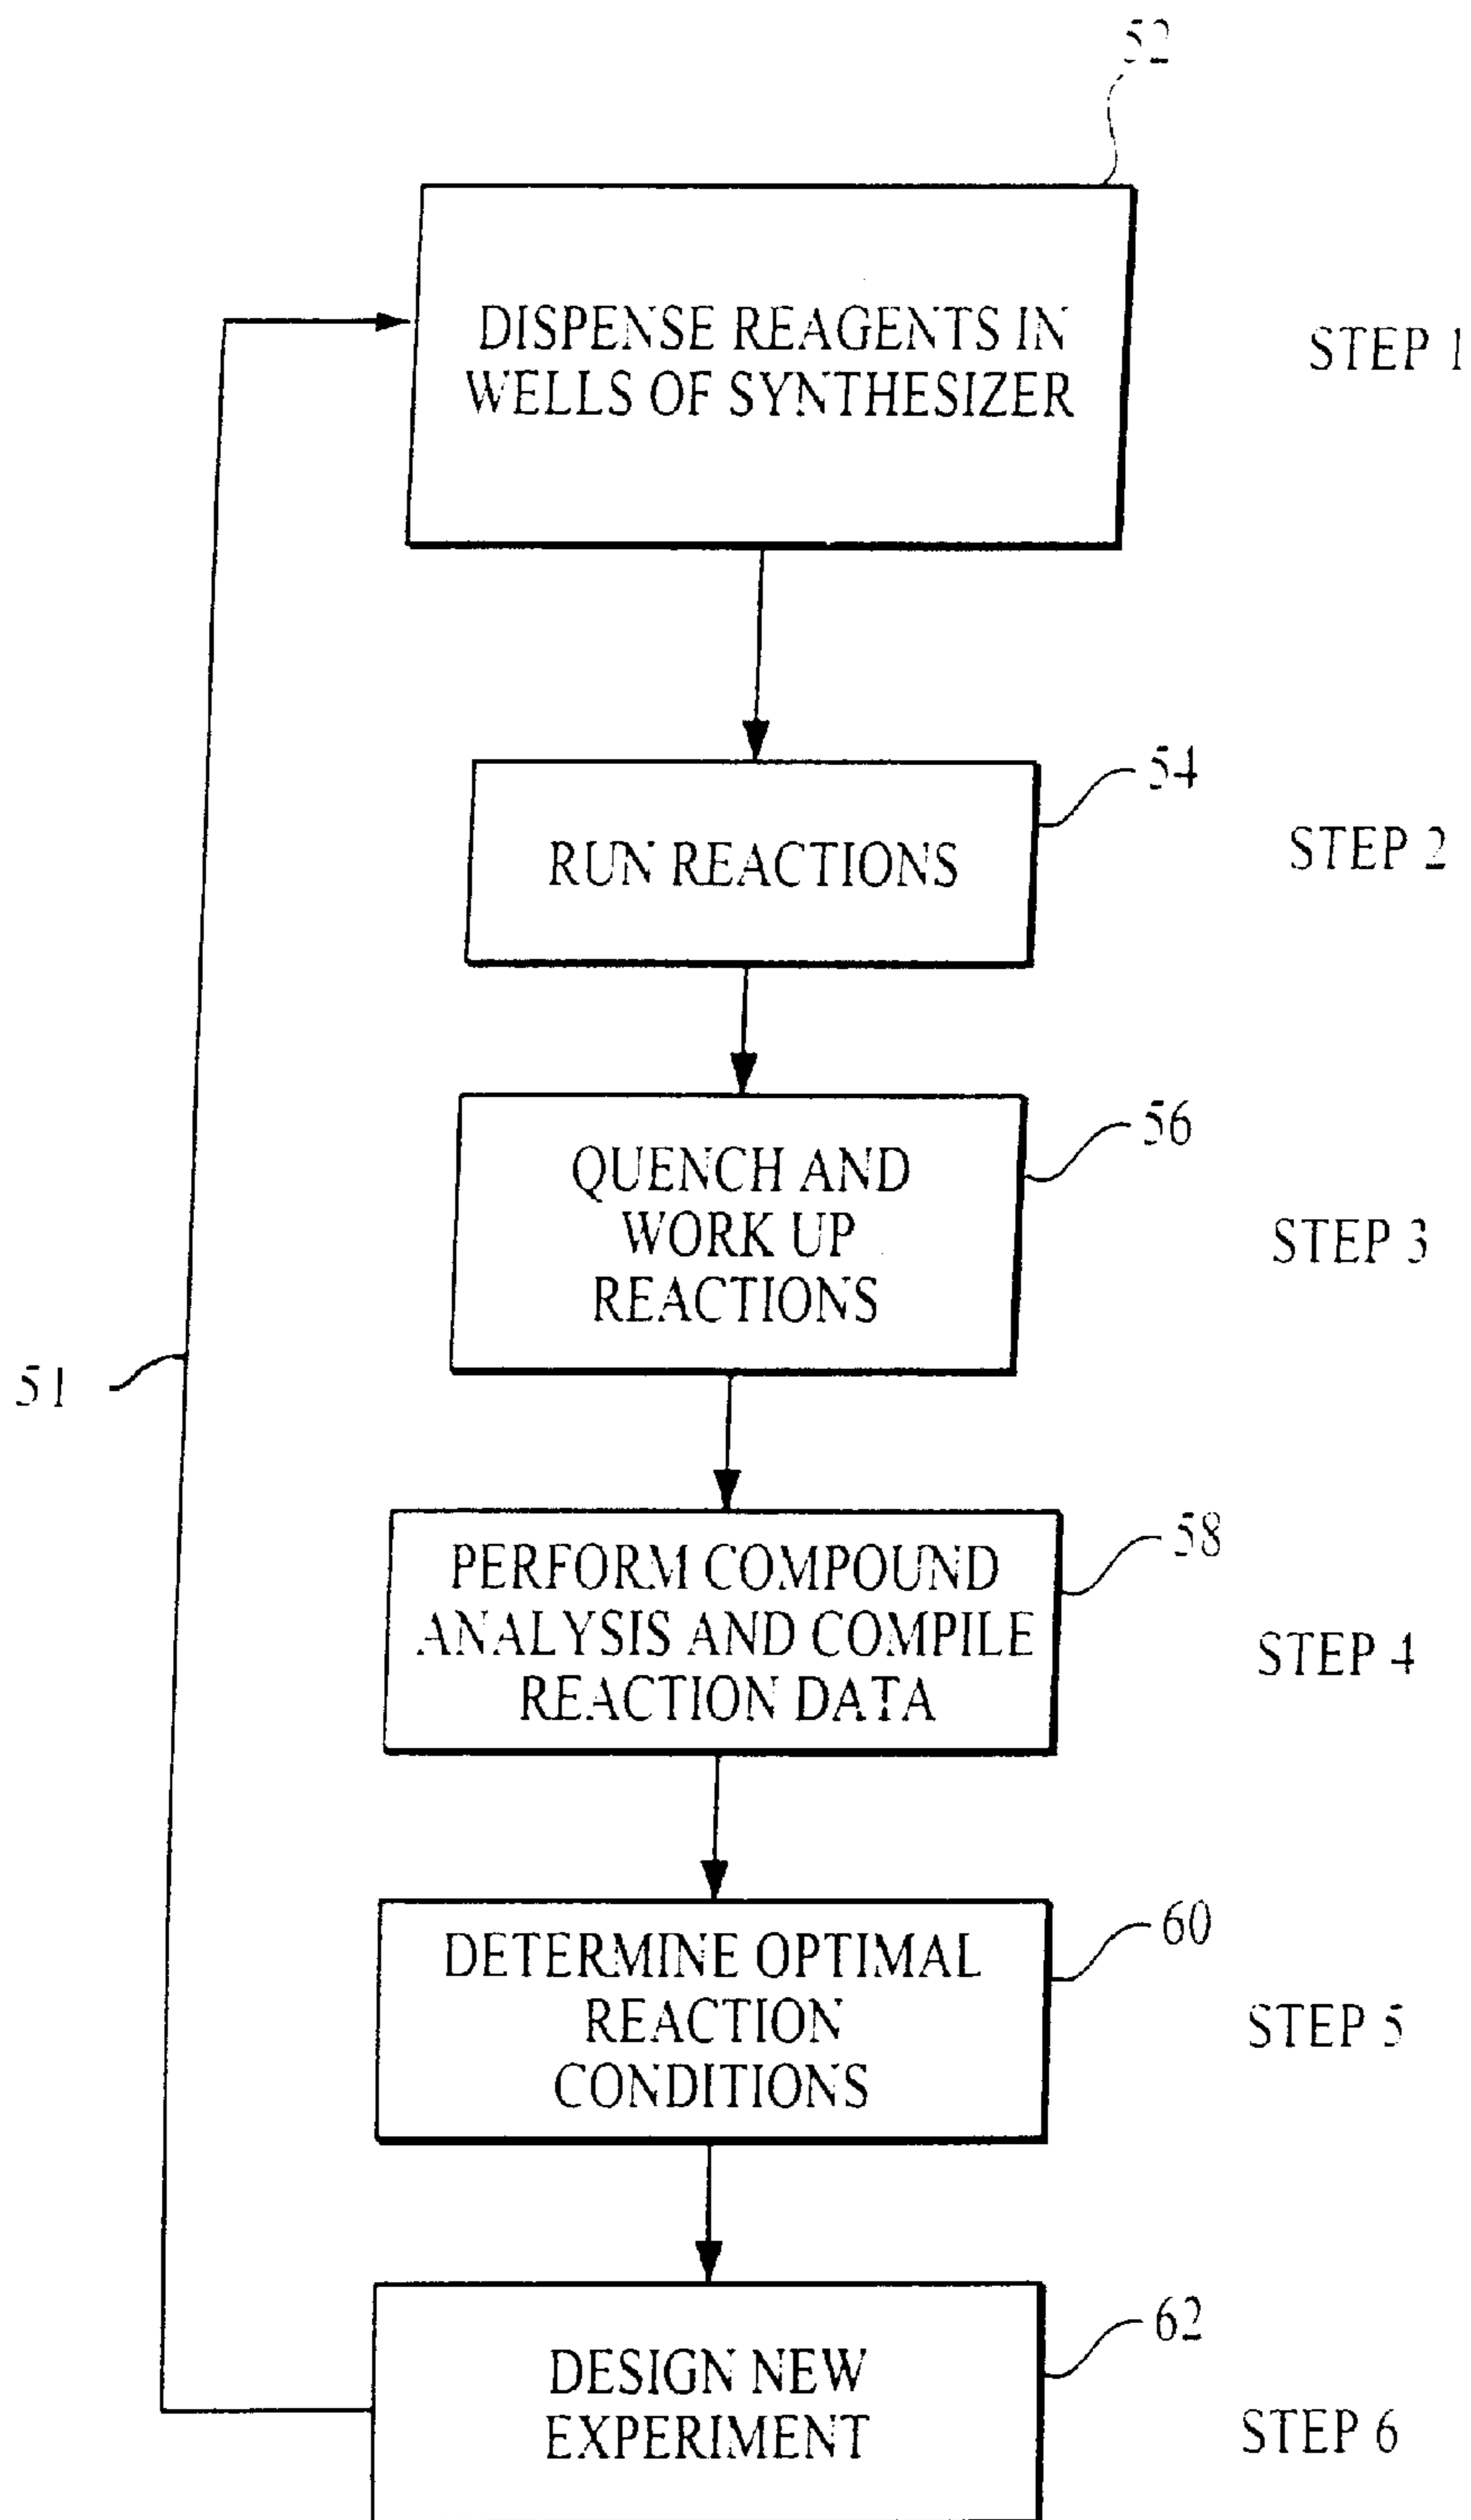 52
DISPENSE REAGENTS IN
WELLS OF SYNTHESIZER
STEP 1
54
RUN REACTIONS
STEP 2
56
QUENCH AND
WORK UP
REACTIONS
STEP 3
51
58
PERFORM COMPOUND
ANALYSIS AND COMPILE
REACTION DATA
STEP 4
60
DETERMINE OPTIMAL
REACTION
CONDITIONS
STEP 5
62
DESIGN NEW
EXPERIMENT
STEP 6